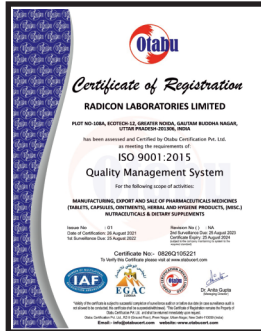 Otabu
Certificate of Registration
RADICON LABORATORIES LIMITED
PLOT NO-108A, ECOTECH-12, GREATER NOIDA, GAUTAM BUDDHA NAGAR,
UTTAR PRADESH-201306, INDIA
has been assessed and Certified by Otabu Certification Pvt. Ltd.
as meeting the requirements of:
ISO 9001:2015
Quality Management System
For the following scope of activities:
MANUFACTURING, EXPORT AND SALE OF PHARMACEUTICALS MEDICINES
(TABLETS, CAPSULES, OINTMENTS), HERBAL AND HYGIENE PRODUCTS, (MISC.)
NUTRACEUTICALS & DIETARY SUPPLEMENTS
Issue No. : 01
Date of Certification: 26 August 2021
1st Surveillance Due: 25 August 2022
Revision No.( ) : NA
2nd Surveillance Due: 25 August 2023
Certificate Expiry: 25 August 2024
Certificate No:- 0826Q105221
To Verify this Certificate please visit at www.otabucert.com
IAF
EGAC
Dr. Anita Gupta
Email:- info@otabucert.com website:-www.otabucert.com